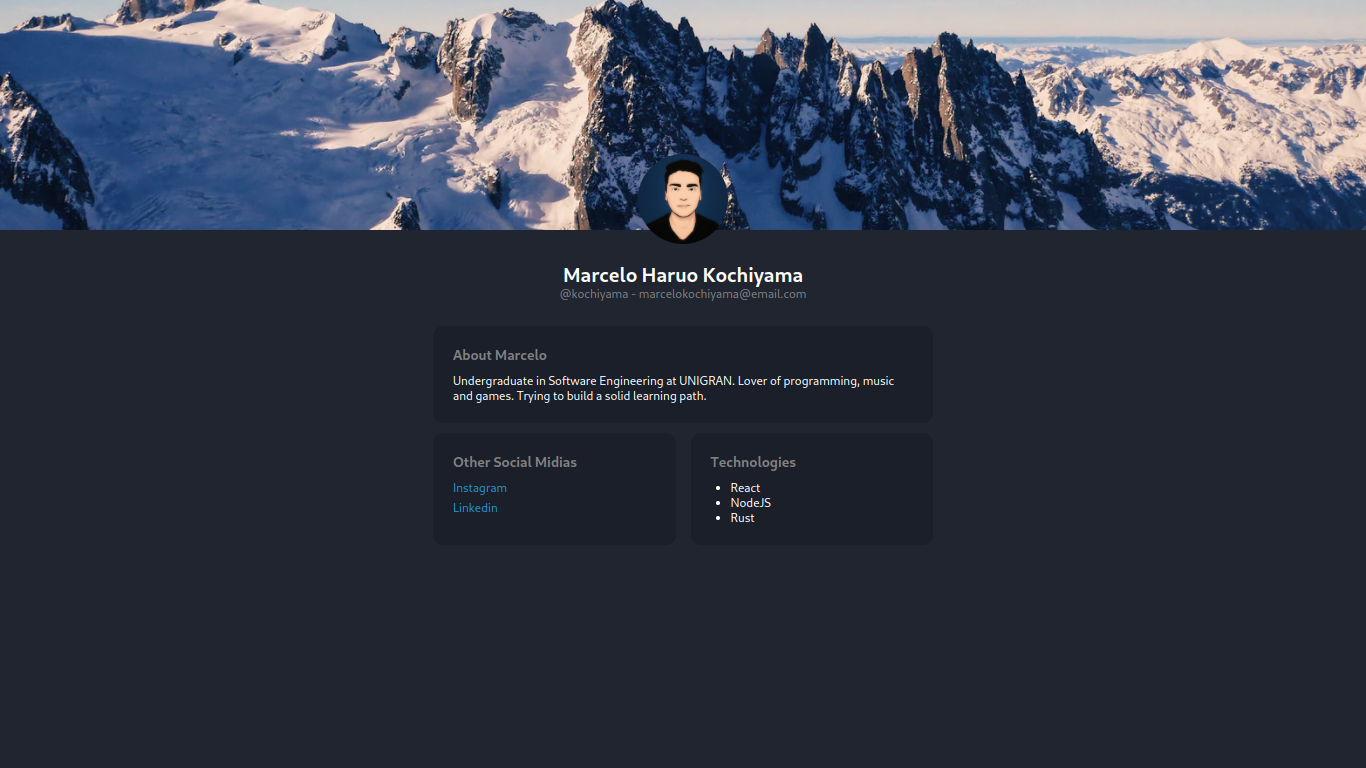 Marcelo Haruo Kochiyama
@kochiyama - marcelokochiyama@email.com
About Marcelo
Undergraduate in Software Engineering at UNIGRAN. Lover of programming, music
and games. Trying to build a solid learning path.
Other Social Midias
Instagram
Linkedin
Technologies
React
NodeJS
Rust